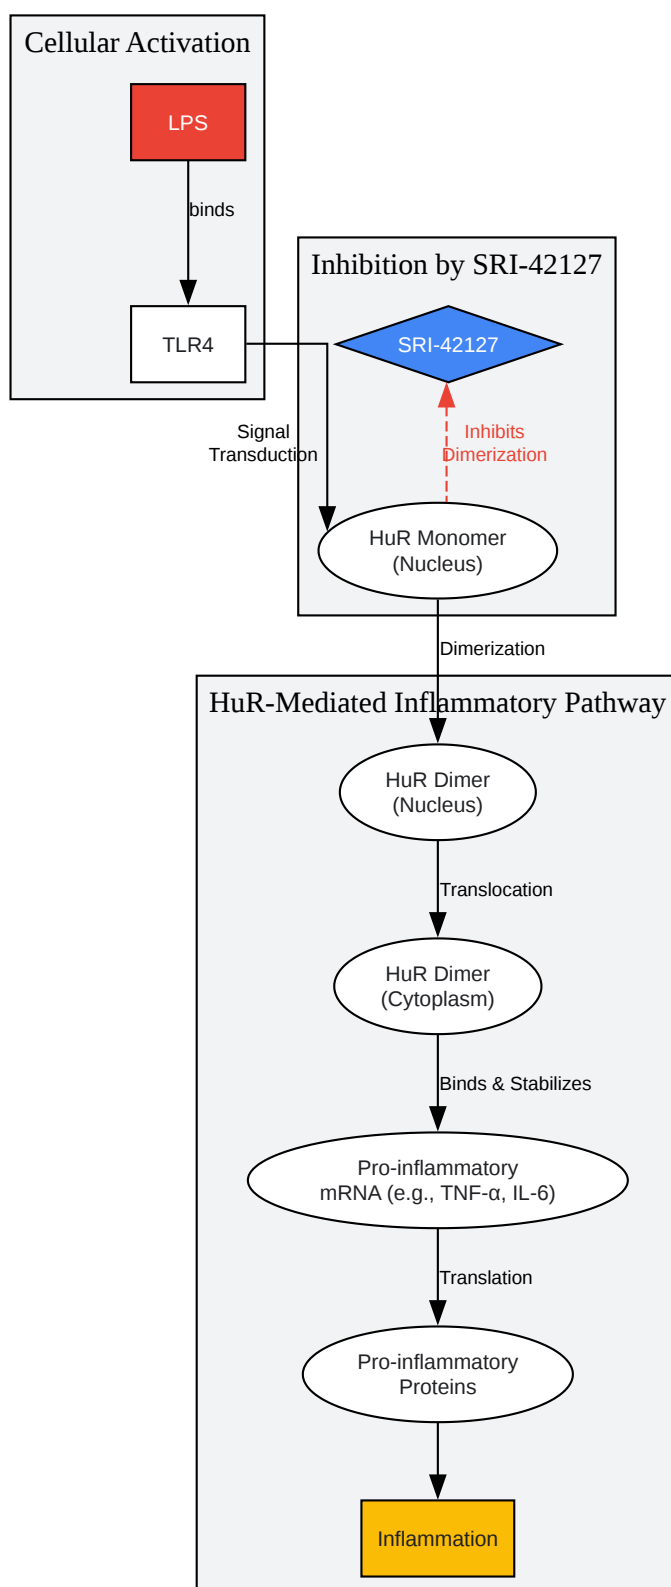 Cellular Activation
LPS
binds
TLR4
Inhibition by SRI-42127
SRI-42127
Signal
Transduction
Inhibits
Dimerization
HuR Monomer
(Nucleus)
Dimerization
HuR-Mediated Inflammatory Pathway
HuR Dimer
(Nucleus)
Translocation
HuR Dimer
(Cytoplasm)
Binds & Stabilizes
Pro-inflammatory
mRNA (e.g., TNF-α, IL-6)
Translation
Pro-inflammatory
Proteins
Inflammation